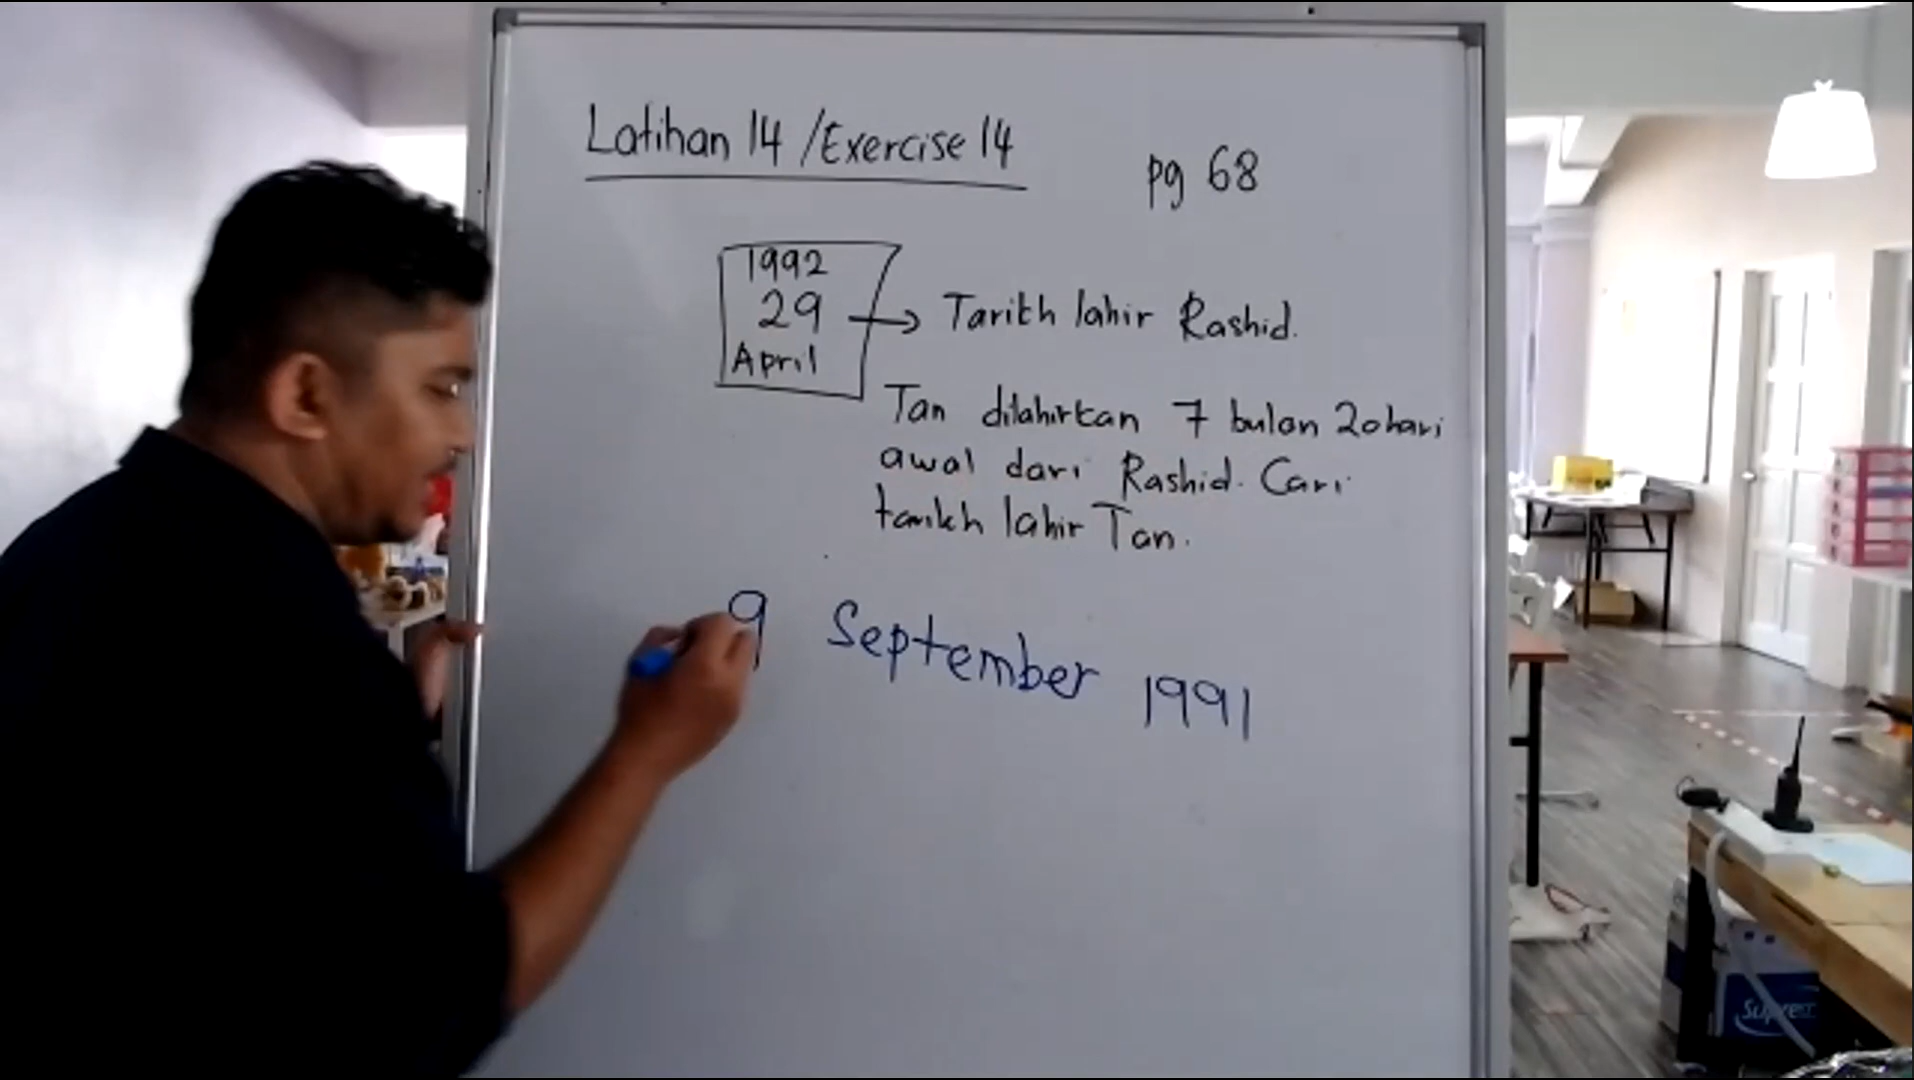 Latihan 14 / Exercise 14
pg 68
1992
29
April
Tarikh lahir Rashid.
Tan dilahirkan 7 bulan 20 hari
awal dari Rashid. Cari
tarikh lahir Tan.
9 September 1991